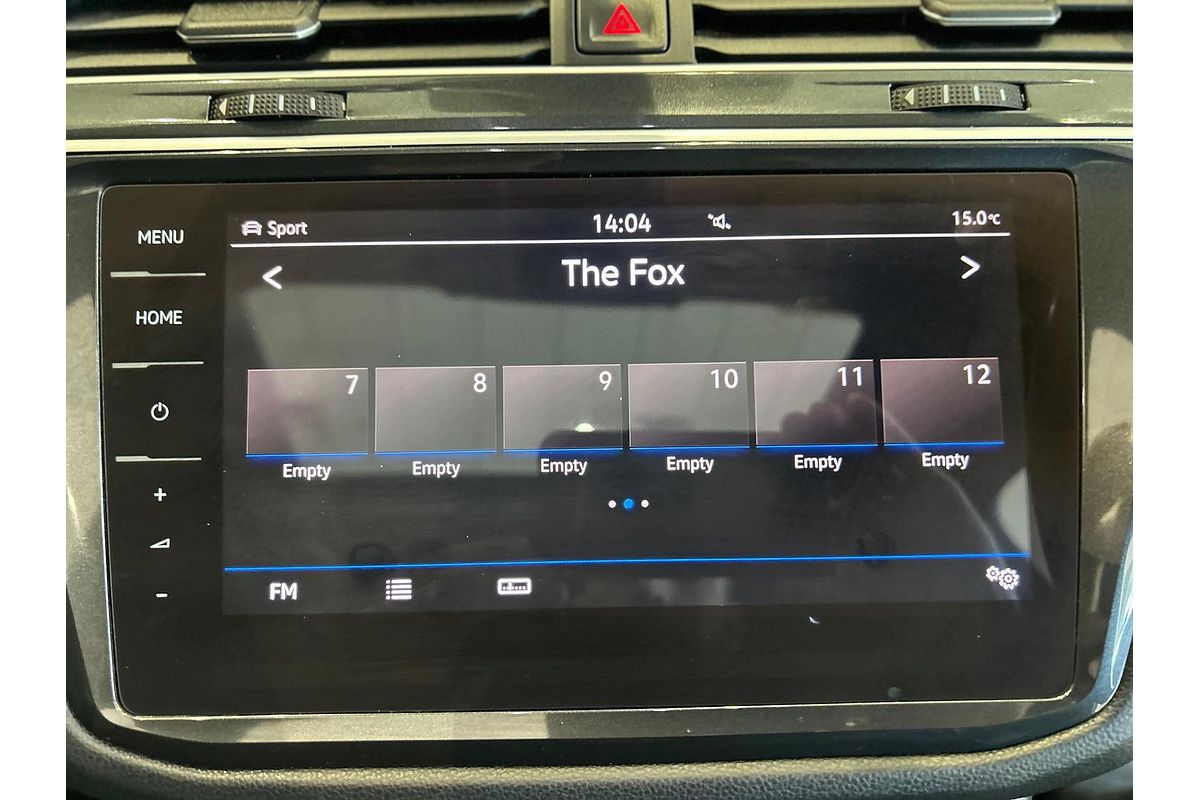 MENU
HOME
Sport 14:04 15.0°C
The Fox
7 8 9 10 11 12
Empty Empty Empty Empty Empty Empty
FM